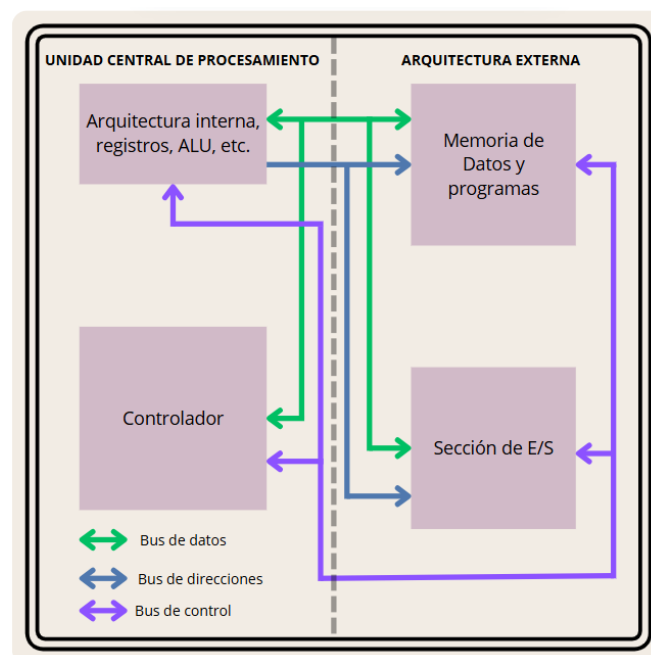 UNIDAD CENTRAL DE PROCESAMIENTO
ARQUITECTURA EXTERNA
Arquitectura interna,
registros, ALU, etc.
Memoria de
Datos y
programas
Controlador
Sección de E/S
Bus de datos
Bus de direcciones
Bus de control